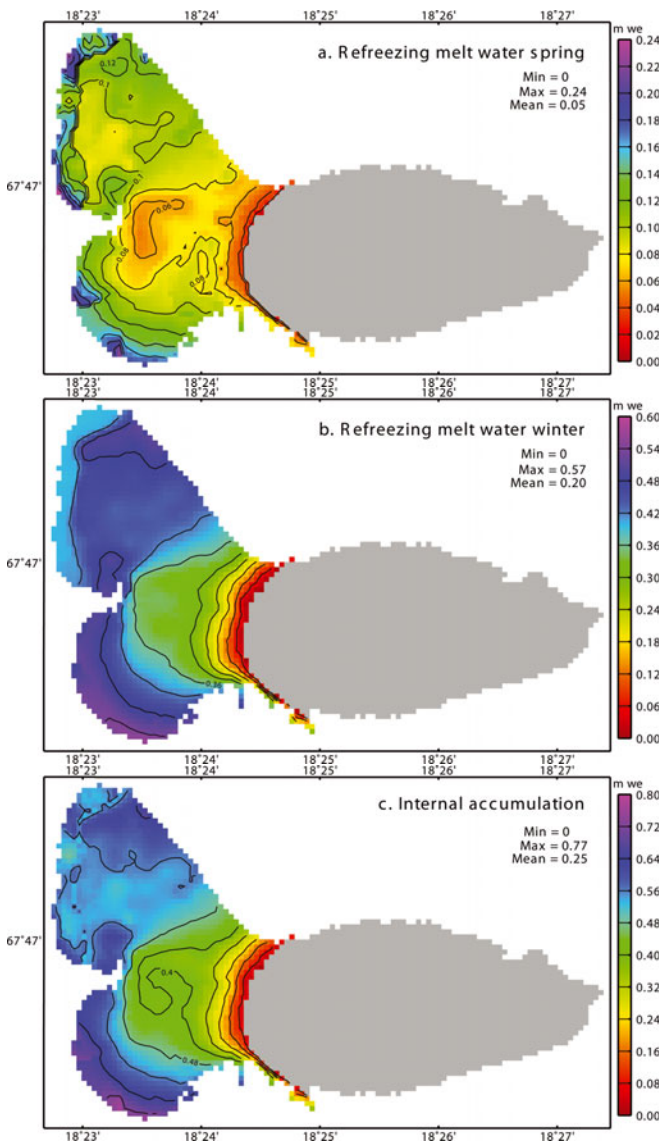 18°23' 18°24' 18°25' 18°26' 18°27'
m we
a. Refreezing melt water spring
Min = 0
Max = 0.24
Mean = 0.05
67°47'
0.12
0.1
0.1
0.06
0.08
0.08
0.24
0.22
0.20
0.18
0.16
0.14
0.12
0.10
0.08
0.06
0.04
0.02
0.00
18°23' 18°24' 18°25' 18°26' 18°27'
18°23' 18°24' 18°25' 18°26' 18°27'
m we
b. Refreezing melt water winter
Min = 0
Max = 0.57
Mean = 0.20
67°47'
0.36
0.60
0.54
0.48
0.42
0.36
0.30
0.24
0.18
0.12
0.06
0.00
18°23' 18°24' 18°25' 18°26' 18°27'
18°23' 18°24' 18°25' 18°26' 18°27'
m we
c. Internal accumulation
Min = 0
Max = 0.77
Mean = 0.25
67°47'
0.4
0.48
0.80
0.72
0.64
0.56
0.48
0.40
0.32
0.24
0.16
0.08
0.00
18°23' 18°24' 18°25' 18°26' 18°27'